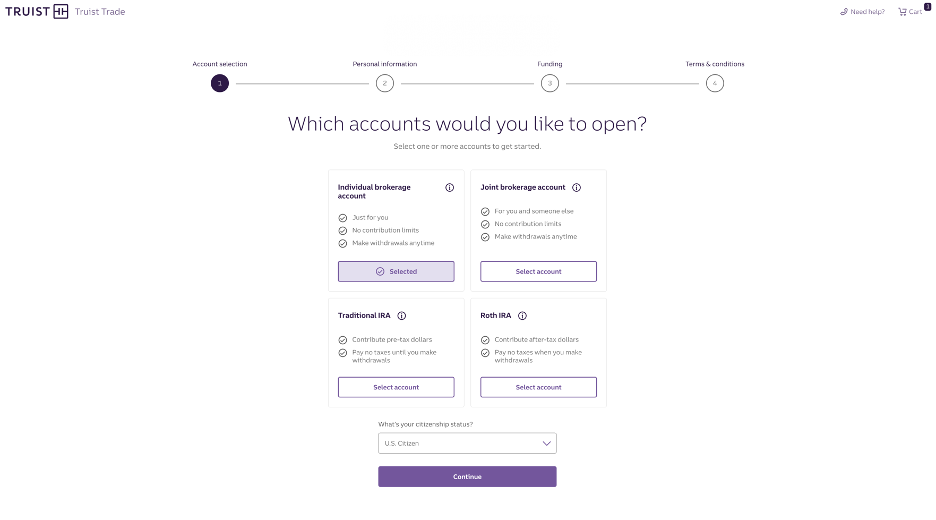 TRUIST Truist Trade
Need help?
Cart
1
Account selection
Personal Information
Funding
Terms & conditions
1
2
3
4
Which accounts would you like to open?
Select one or more accounts to get started.
Individual brokerage
account
Just for you
No contribution limits
Make withdrawals anytime
Selected
Joint brokerage account
For you and someone else
No contribution limits
Make withdrawals anytime
Select account
Traditional IRA
Contribute pre-tax dollars
Pay no taxes until you make
withdrawals
Select account
Roth IRA
Contribute after-tax dollars
Pay no taxes when you make
withdrawals
Select account
What's your citizenship status?
U.S. Citizen
Continue